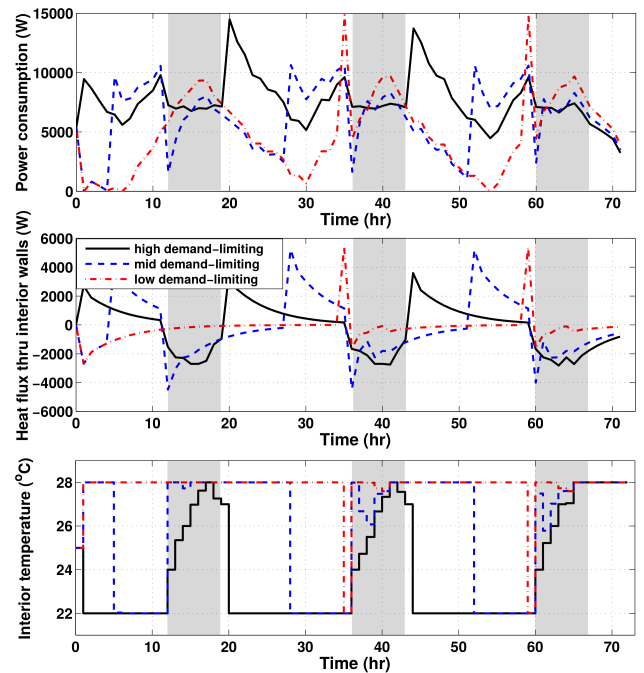 Power consumption (W)
15000
10000
5000
0
0 10 20 30 40 50 60 70
Time (hr)
Heat flux thru interior walls (W)
6000
4000
2000
0
−2000
−4000
−6000
high demand−limiting
mid demand−limiting
low demand−limiting
0 10 20 30 40 50 60 70
Time (hr)
Interior temperature (°C)
28
26
24
22
0 10 20 30 40 50 60 70
Time (hr)